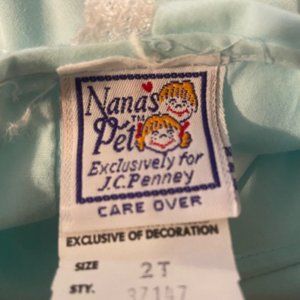 Nana's
Pet
Exclusively for
J.C.Penney
CARE OVER
EXCLUSIVE OF DECORATION
SIZE 2T
STY. 37147